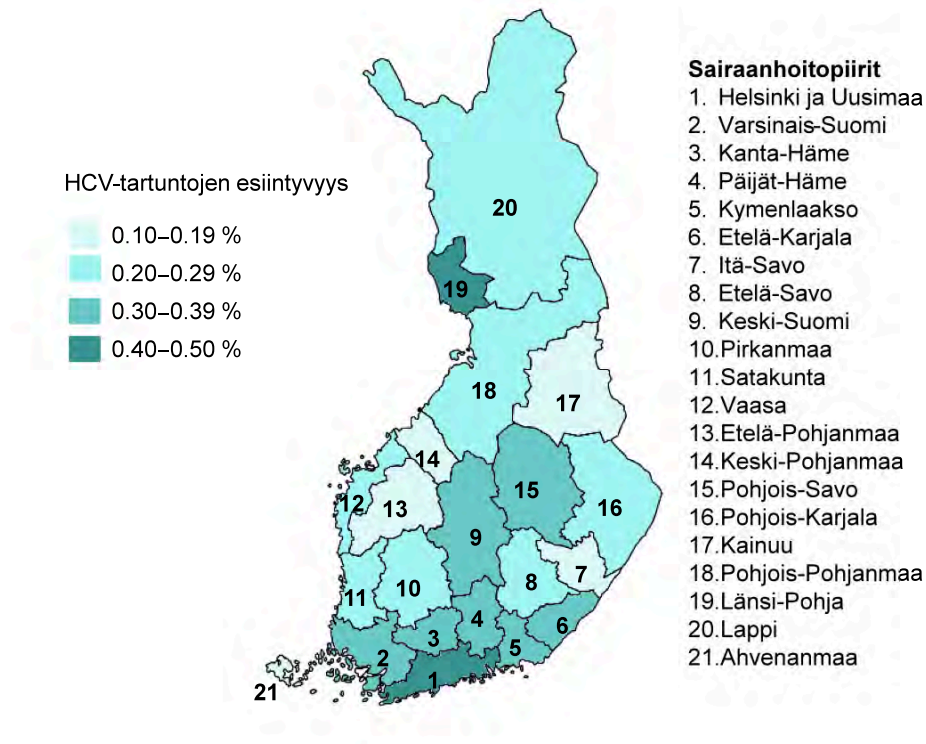 HCV-tartuntojen esiintyvyys
0.10–0.19 %
0.20–0.29 %
0.30–0.39 %
0.40–0.50 %
20
19
18
17
14
15
12
13
16
9
7
8
10
11
4
6
3
5
2
1
21
Sairaanhoitopiirit
1. Helsinki ja Uusimaa
2. Varsinais-Suomi
3. Kanta-Häme
4. Päijät-Häme
5. Kymenlaakso
6. Etelä-Karjala
7. Itä-Savo
8. Etelä-Savo
9. Keski-Suomi
10.Pirkanmaa
11.Satakunta
12.Vaasa
13.Etelä-Pohjanmaa
14.Keski-Pohjanmaa
15.Pohjois-Savo
16.Pohjois-Karjala
17.Kainuu
18.Pohjois-Pohjanmaa
19.Länsi-Pohja
20.Lappi
21.Ahvenanmaa